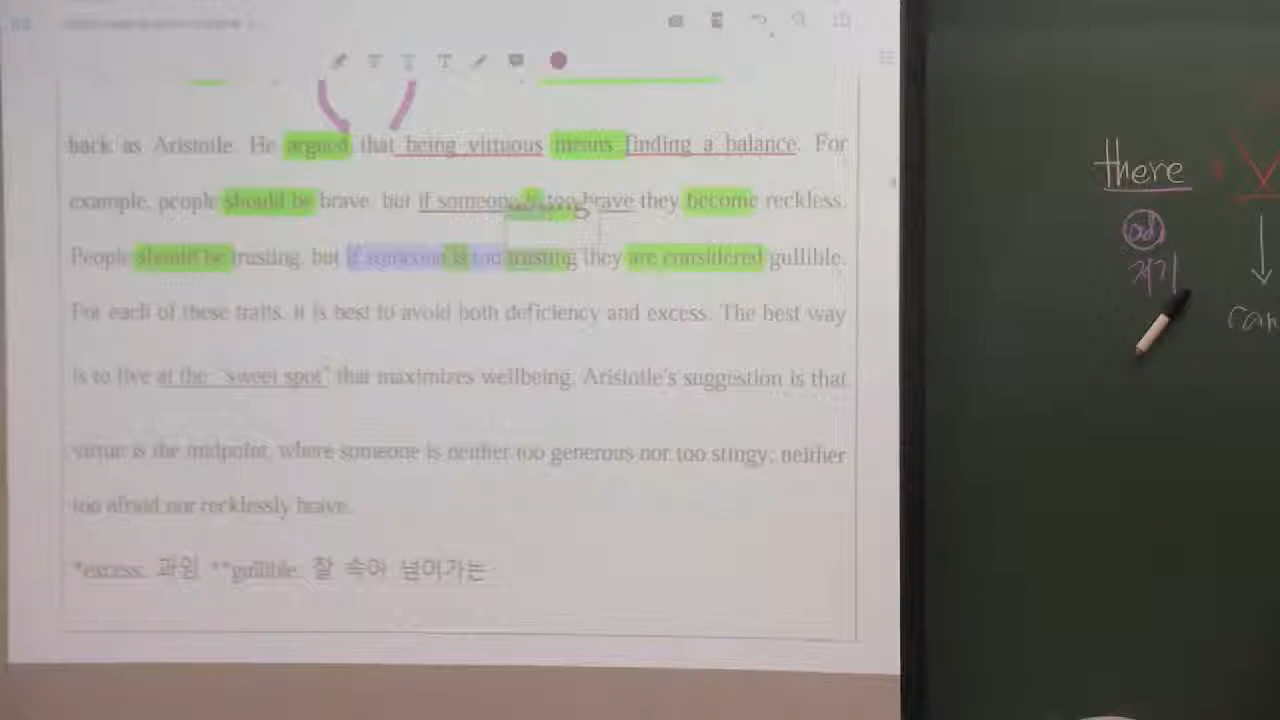 back as Aristotle. He argued that being virtuous means finding a balance. For
example, people should be brave, but if someone is too brave they become reckless.
People should be trusting, but if someone is too trusting they are considered gullible.
For each of these traits, it is best to avoid both deficiency and excess. The best way
is to live at the "sweet spot" that maximizes wellbeing. Aristotle's suggestion is that
virtue is the midpoint, where someone is neither too generous nor too stingy, neither
too afraid nor recklessly brave.
*excess: 과잉 **gullible: 잘 속아 넘어가는
there V
ad
거기